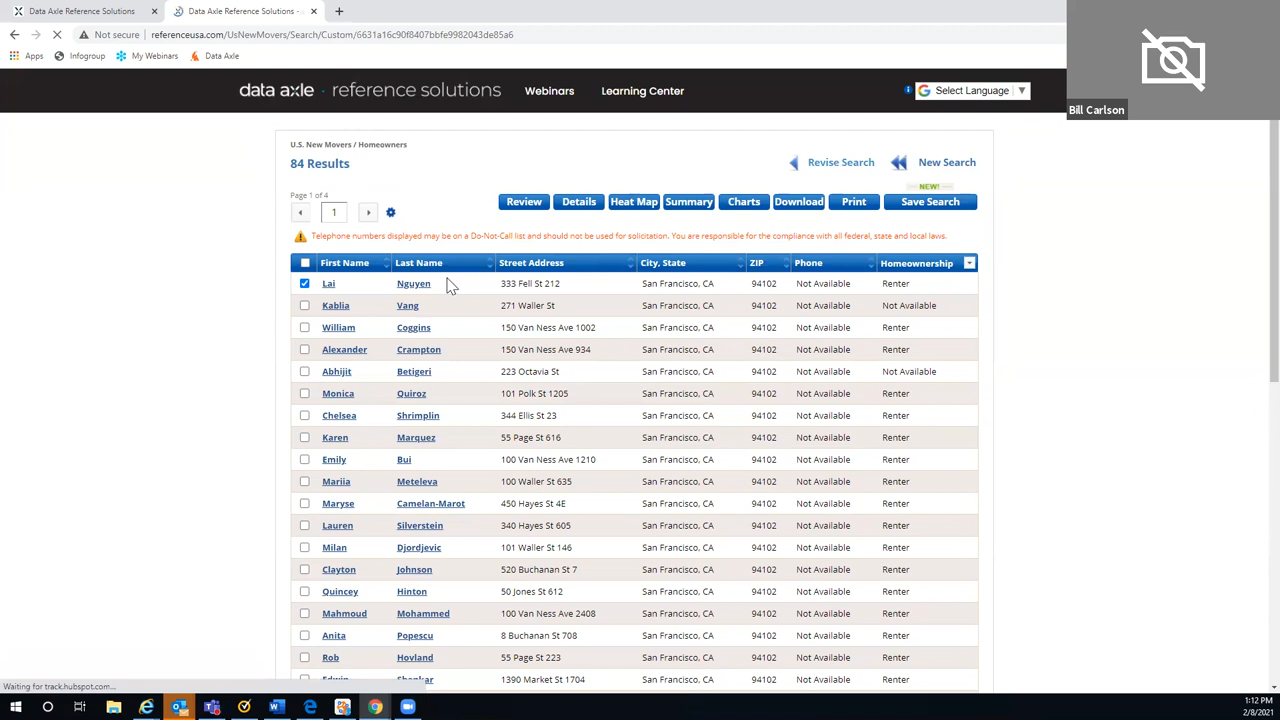 Data Axle Reference Solutions
Data Axle Reference Solutions -
Not secure referenceusa.com/UsNewMovers/Search/Custom/6631a16c90f8407bbfe9982043de85a6
Apps Infogroup My Webinars Data Axle
Bill Carlson
data axle reference solutions Webinars Learning Center Select Language
U.S. New Movers / Homeowners
84 Results
Revise Search New Search
NEW!
Page 1 of 4
1 Review Details Heat Map Summary Charts Download Print Save Search
Telephone numbers displayed may be on a Do-Not-Call list and should not be used for solicitation. You are responsible for the compliance with all federal, state and local laws.
First Name Last Name Street Address City, State ZIP Phone Homeownership
Lai Nguyen 333 Fell St 212 San Francisco, CA 94102 Not Available Renter
Kablia Vang 271 Waller St San Francisco, CA 94102 Not Available Not Available
William Coggins 150 Van Ness Ave 1002 San Francisco, CA 94102 Not Available Renter
Alexander Crampton 150 Van Ness Ave 934 San Francisco, CA 94102 Not Available Renter
Abhijit Betigeri 223 Octavia St San Francisco, CA 94102 Not Available Not Available
Monica Quiroz 101 Polk St 1205 San Francisco, CA 94102 Not Available Renter
Chelsea Shrimplin 344 Ellis St 23 San Francisco, CA 94102 Not Available Renter
Karen Marquez 55 Page St 616 San Francisco, CA 94102 Not Available Renter
Emily Bui 100 Van Ness Ave 1210 San Francisco, CA 94102 Not Available Renter
Mariia Meteleva 100 Waller St 635 San Francisco, CA 94102 Not Available Renter
Maryse Camelan-Marot 450 Hayes St 4E San Francisco, CA 94102 Not Available Renter
Lauren Silverstein 340 Hayes St 605 San Francisco, CA 94102 Not Available Renter
Milan Djordjevic 101 Waller St 146 San Francisco, CA 94102 Not Available Renter
Clayton Johnson 520 Buchanan St 7 San Francisco, CA 94102 Not Available Renter
Quincey Hinton 50 Jones St 612 San Francisco, CA 94102 Not Available Renter
Mahmoud Mohammed 100 Van Ness Ave 2408 San Francisco, CA 94102 Not Available Renter
Anita Popescu 8 Buchanan St 708 San Francisco, CA 94102 Not Available Renter
Rob Hovland 55 Page St 223 San Francisco, CA 94102 Not Available Renter
1390 Market St 1704 San Francisco, CA 94102 Not Available Renter
Waiting for track.hubspot.com...
1:12 PM
2/8/2021